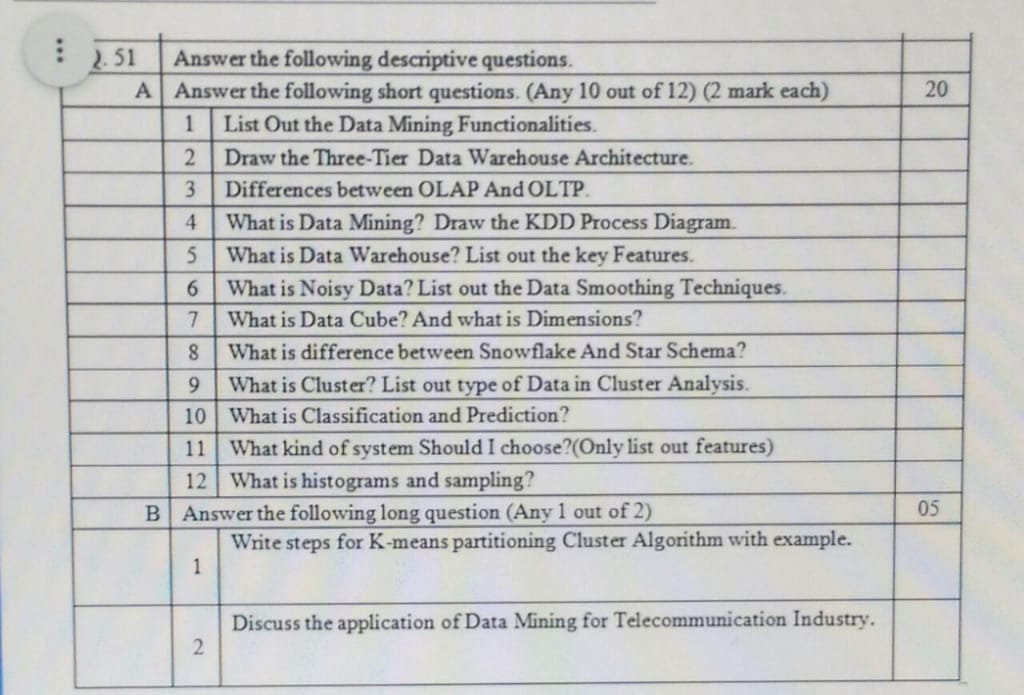 Q. 51 Answer the following descriptive questions.
A Answer the following short questions. (Any 10 out of 12) (2 mark each) 20
1 List Out the Data Mining Functionalities.
2 Draw the Three-Tier Data Warehouse Architecture.
3 Differences between OLAP And OLTP.
4 What is Data Mining? Draw the KDD Process Diagram.
5 What is Data Warehouse? List out the key Features.
6 What is Noisy Data? List out the Data Smoothing Techniques.
7 What is Data Cube? And what is Dimensions?
8 What is difference between Snowflake And Star Schema?
9 What is Cluster? List out type of Data in Cluster Analysis.
10 What is Classification and Prediction?
11 What kind of system Should I choose?(Only list out features)
12 What is histograms and sampling?
B Answer the following long question (Any 1 out of 2) 05
1 Write steps for K-means partitioning Cluster Algorithm with example.
2 Discuss the application of Data Mining for Telecommunication Industry.